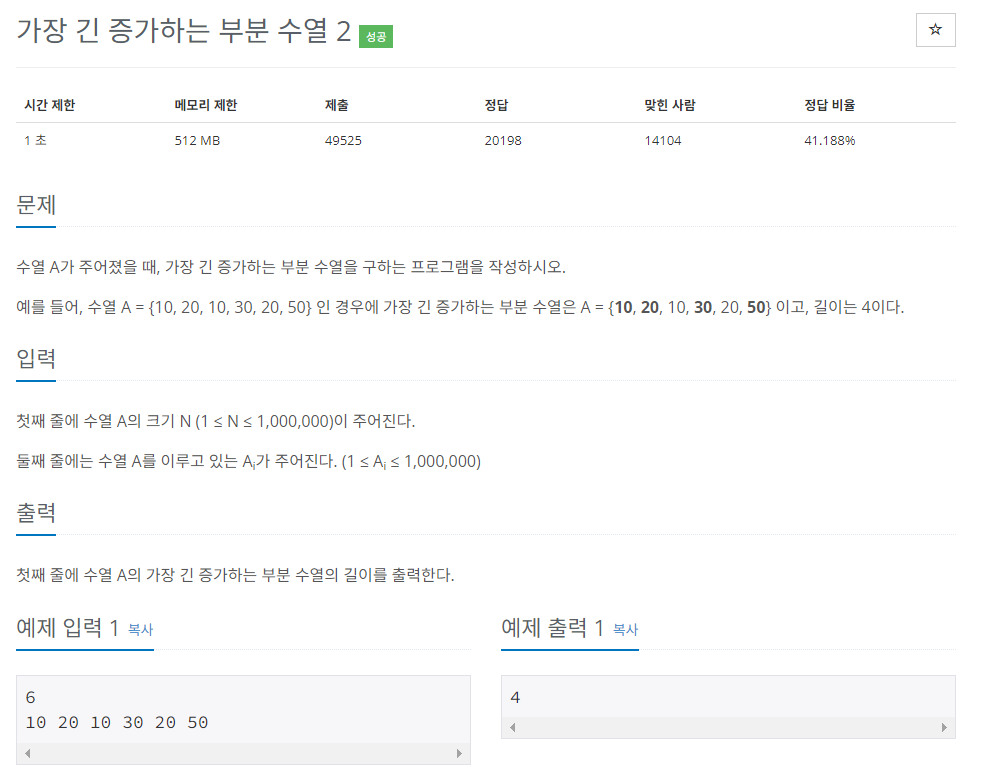 가장 긴 증가하는 부분 수열 2 성공
☆
시간 제한 메모리 제한 제출 정답 맞힌 사람 정답 비율
1 초 512 MB 49525 20198 14104 41.188%
문제
수열 A가 주어졌을 때, 가장 긴 증가하는 부분 수열을 구하는 프로그램을 작성하시오.
예를 들어, 수열 A = {10, 20, 10, 30, 20, 50} 인 경우에 가장 긴 증가하는 부분 수열은 A = {10, 20, 10, 30, 20, 50} 이고, 길이는 4이다.
입력
첫째 줄에 수열 A의 크기 N (1 ≤ N ≤ 1,000,000)이 주어진다.
둘째 줄에는 수열 A를 이루고 있는 Ai가 주어진다. (1 ≤ Ai ≤ 1,000,000)
출력
첫째 줄에 수열 A의 가장 긴 증가하는 부분 수열의 길이를 출력한다.
예제 입력 1 복사
6
10 20 10 30 20 50
예제 출력 1 복사
4